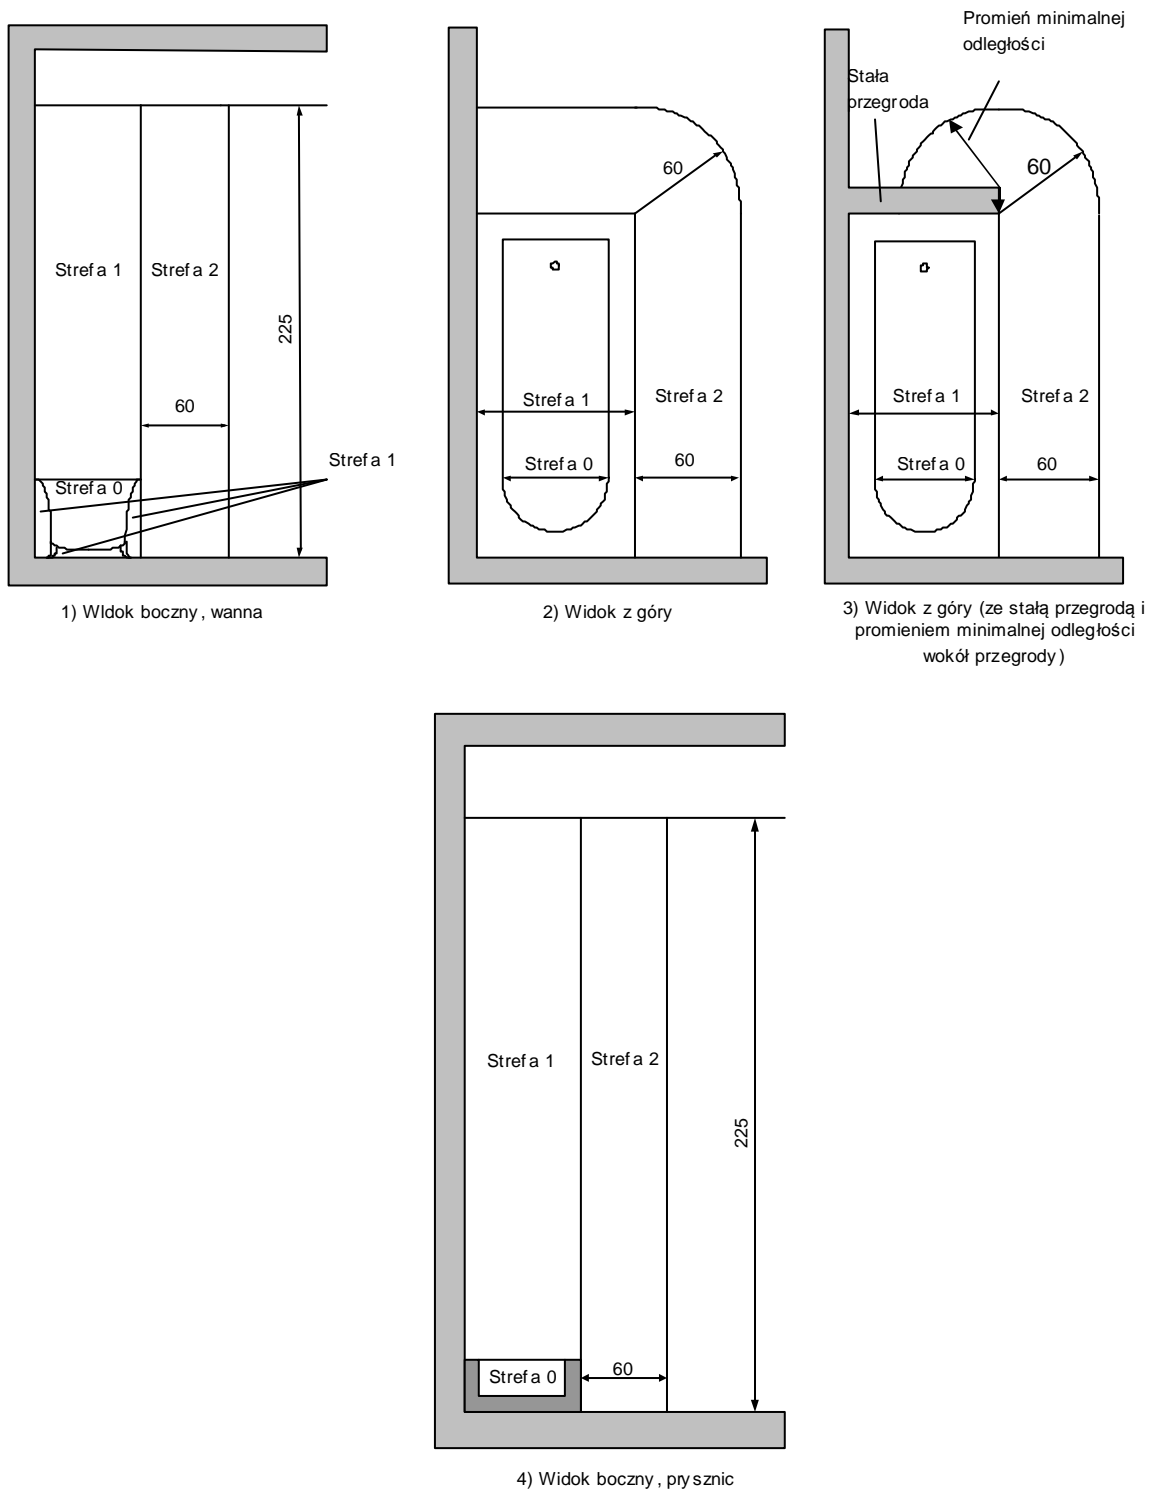 Promień minimalnej
odległości
Stała
przegroda
60
60
Strefa 1
Strefa 2
225
60
Strefa 1
Strefa 0
Strefa 1
Strefa 2
Strefa 0
60
Strefa 1
Strefa 2
Strefa 0
60
1) WIdok boczny, wanna
2) Widok z góry
3) Widok z góry (ze stałą przegrodą i
promieniem minimalnej odległości
wokół przegrody)
Strefa 1
Strefa 2
225
Strefa 0
60
4) Widok boczny, prysznic